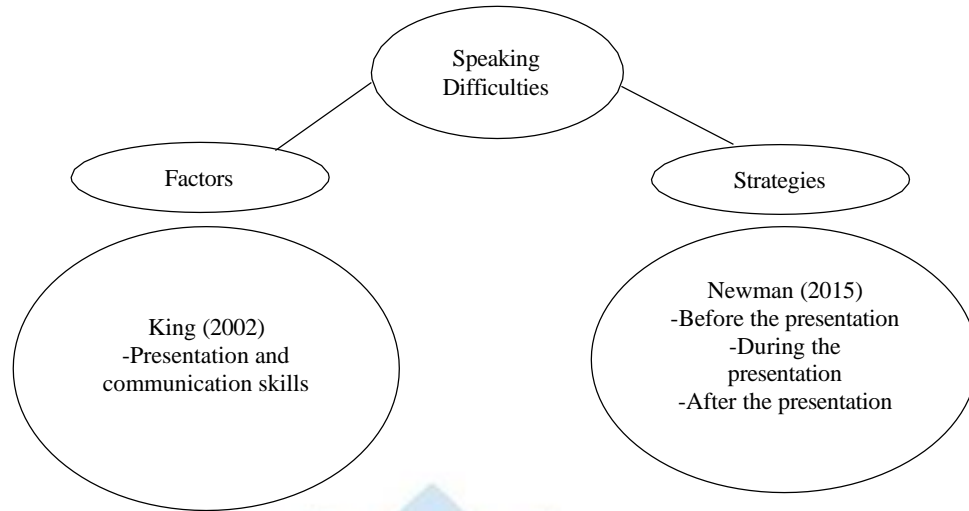 Speaking
Difficulties
Factors
Strategies
King (2002)
-Presentation and
communication skills
Newman (2015)
-Before the presentation
-During the
presentation
-After the presentation